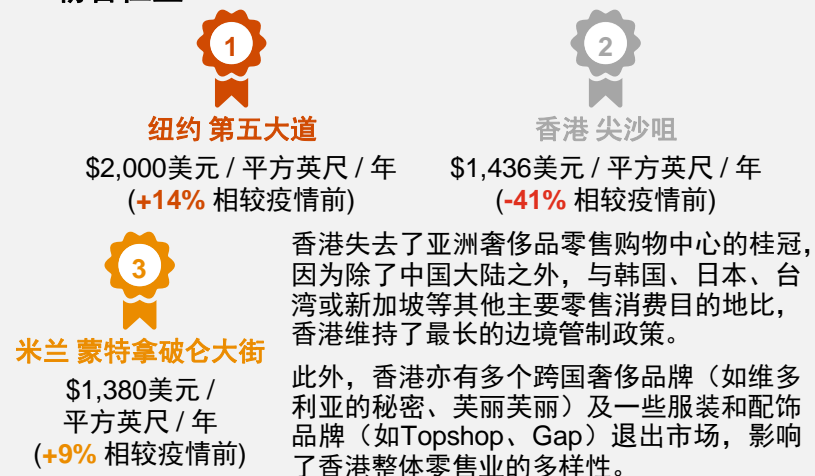 1
纽约 第五大道
$2,000美元 / 平方英尺 / 年
(+14% 相较疫情前)
2
香港 尖沙咀
$1,436美元 / 平方英尺 / 年
(-41% 相较疫情前)
3
米兰 蒙特拿破仑大街
$1,380美元 /
平方英尺 / 年
(+9% 相较疫情前)
香港失去了亚洲奢侈品零售购物中心的桂冠，
因为除了中国大陆之外，与韩国、日本、台
湾或新加坡等其他主要零售消费目的地比，
香港维持了最长的边境管制政策。
此外，香港亦有多个跨国奢侈品牌（如维多
利亚的秘密、芙丽芙丽）及一些服装和配饰
品牌（如Topshop、Gap）退出市场，影响
了香港整体零售业的多样性。